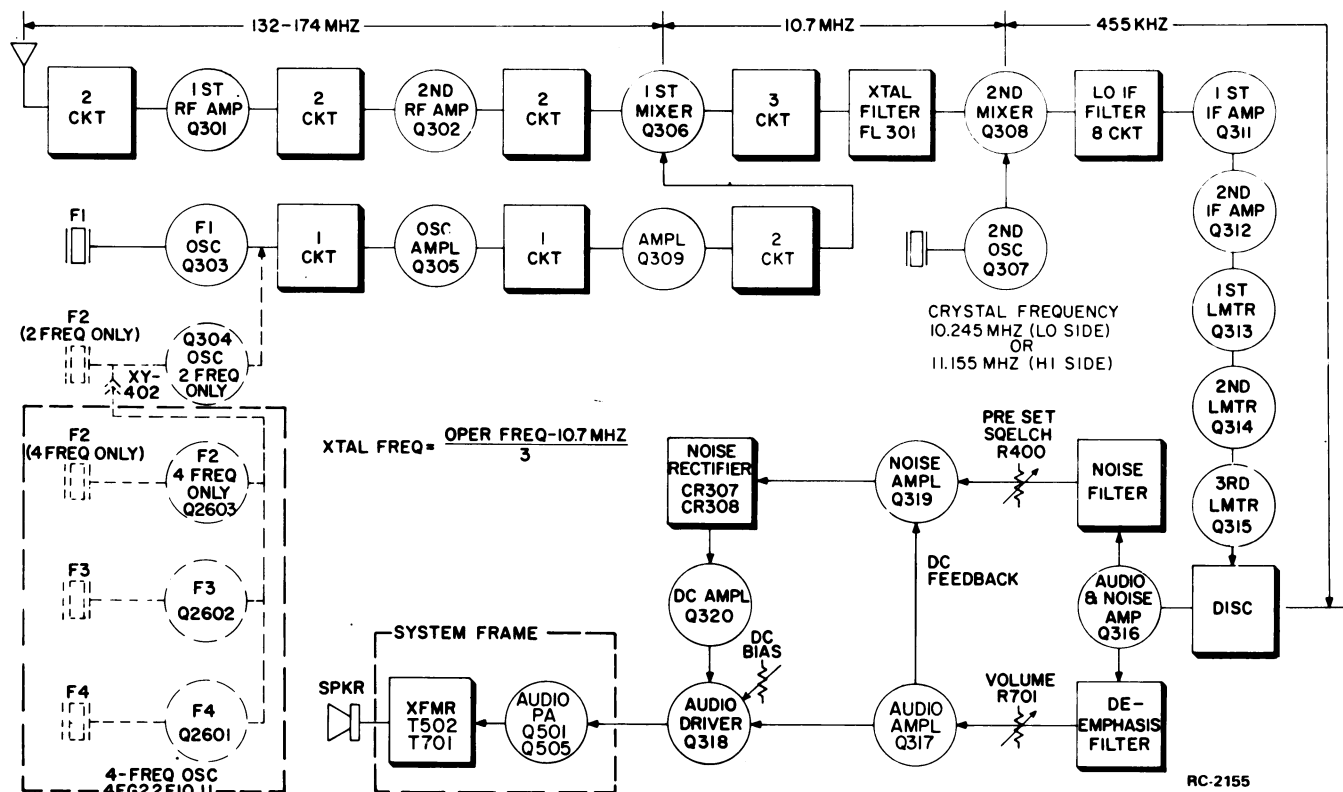 132-174 MHZ
10.7 MHZ
455 KHZ
2
CKT
1ST
RF AMP
Q301
2
CKT
2ND
RF AMP
Q302
2
CKT
1 ST
MIXER
Q306
3
CKT
XTAL
FILTER
FL 301
2ND
MIXER
Q308
LO IF
FILTER
8 CKT
1 ST
IF AMP
Q311
F1
F1
OSC
Q303
1
CKT
OSC
AMPL
Q305
1
CKT
AMPL
Q309
2
CKT
2ND
OSC
Q307
2ND
IF AMP
Q312
CRYSTAL FREQUENCY
10.245 MHZ (LO SIDE)
OR
11.155 MHZ (HI SIDE)
1ST
LMTR
Q313
F2
(2 FREQ ONLY)
Q304
OSC
2 FREQ
ONLY
XY-
402
2ND
LMTR
Q314
F2
(4 FREQ ONLY)
F2
4 FREQ
ONLY
Q2603
XTAL FREQ = OPER FREQ-10.7 MHZ
3
NOISE
RECTIFIER
CR307
CR308
NOISE
AMPL
Q319
PRE SET
SQELCH
R400
NOISE
FILTER
3RD
LMTR
Q315
F3
F3
Q2602
DC AMPL
Q320
DC
FEEDBACK
AUDIO
& NOISE
AMP
Q316
DISC
SYSTEM FRAME
DC
BIAS
F4
F4
Q2601
SPKR
XFMR
T502
T701
AUDIO
PA
Q501
Q505
AUDIO
DRIVER
Q318
AUDIO
AMPL
Q317
VOLUME
R701
DE-
EMPHASIS
FILTER
4-FREQ OSC
4EG22E10,11
RC-2155